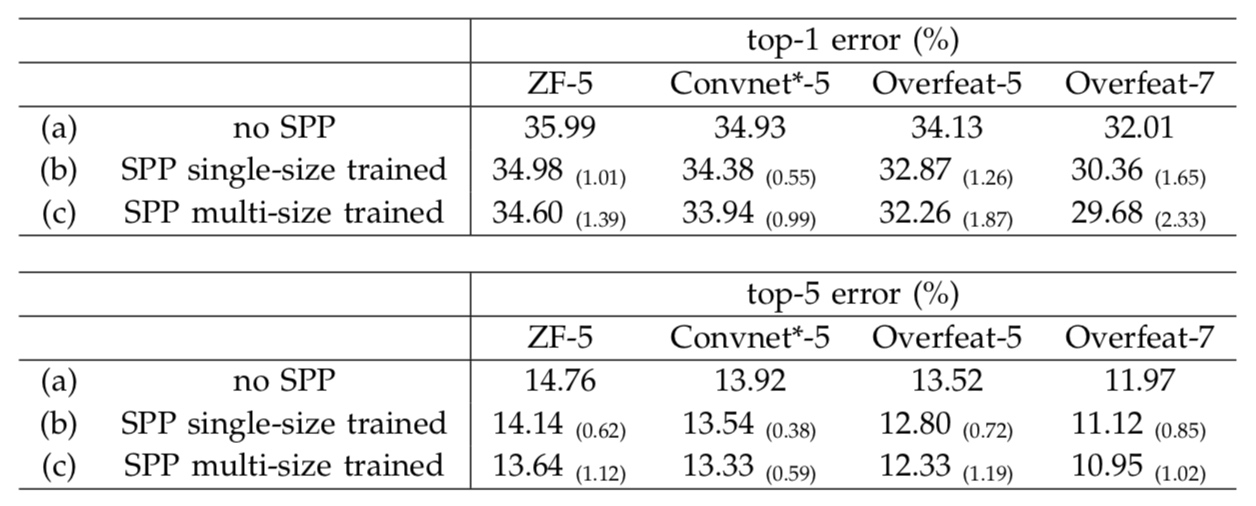 top-1 error (%)
ZF-5 Convnet*-5 Overfeat-5 Overfeat-7
(a) no SPP 35.99 34.93 34.13 32.01
(b) SPP single-size trained 34.98 (1.01) 34.38 (0.55) 32.87 (1.26) 30.36 (1.65)
(c) SPP multi-size trained 34.60 (1.39) 33.94 (0.99) 32.26 (1.87) 29.68 (2.33)
top-5 error (%)
ZF-5 Convnet*-5 Overfeat-5 Overfeat-7
(a) no SPP 14.76 13.92 13.52 11.97
(b) SPP single-size trained 14.14 (0.62) 13.54 (0.38) 12.80 (0.72) 11.12 (0.85)
(c) SPP multi-size trained 13.64 (1.12) 13.33 (0.59) 12.33 (1.19) 10.95 (1.02)